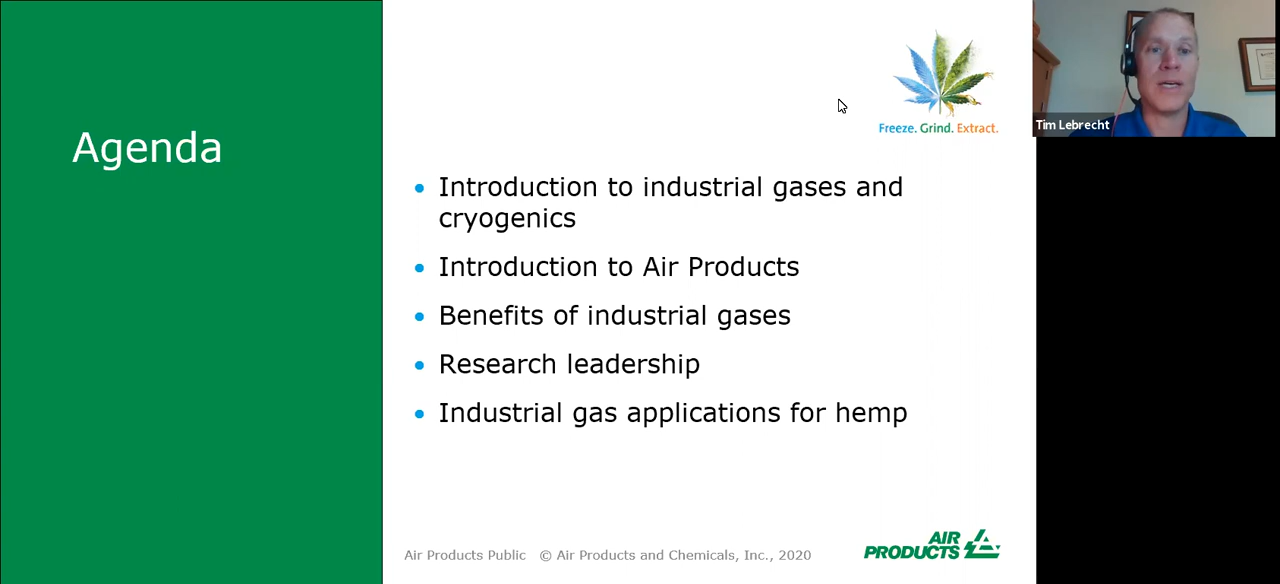 Agenda
Freeze. Grind. Extract.
Tim Lebrecht
• Introduction to industrial gases and
cryogenics
• Introduction to Air Products
• Benefits of industrial gases
• Research leadership
• Industrial gas applications for hemp
Air Products Public © Air Products and Chemicals, Inc., 2020
AIR
PRODUCTS